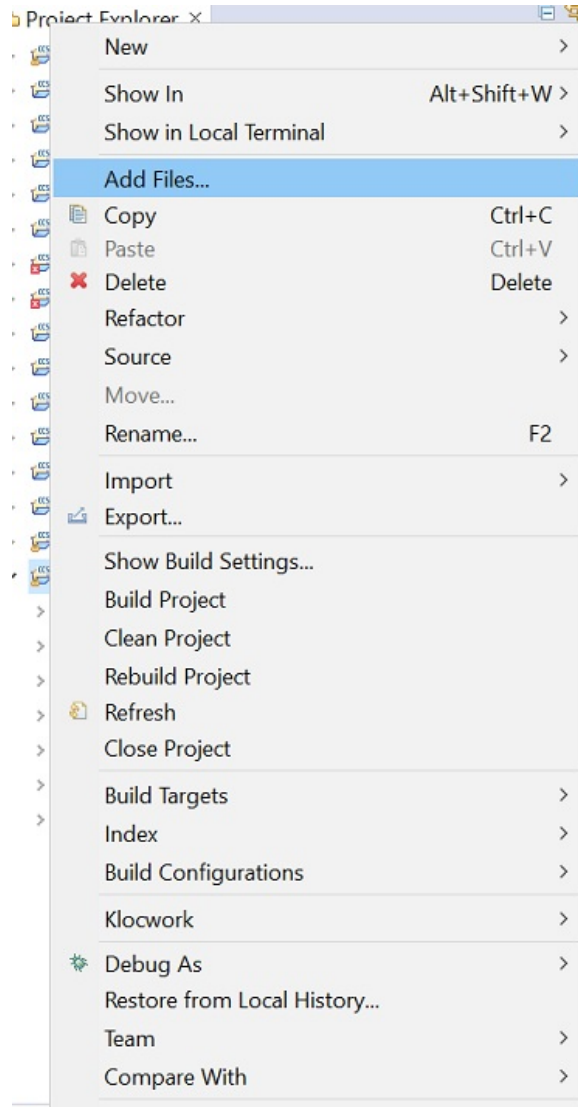 Project Explorer ×
New >
Show In Alt+Shift+W >
Show in Local Terminal >
Add Files...
Copy Ctrl+C
Paste Ctrl+V
Delete Delete
Refactor >
Source >
Move...
Rename... F2
Import >
Export...
Show Build Settings...
Build Project
Clean Project
Rebuild Project
Refresh
Close Project
Build Targets >
Index >
Build Configurations >
Klocwork >
Debug As >
Restore from Local History...
Team >
Compare With >